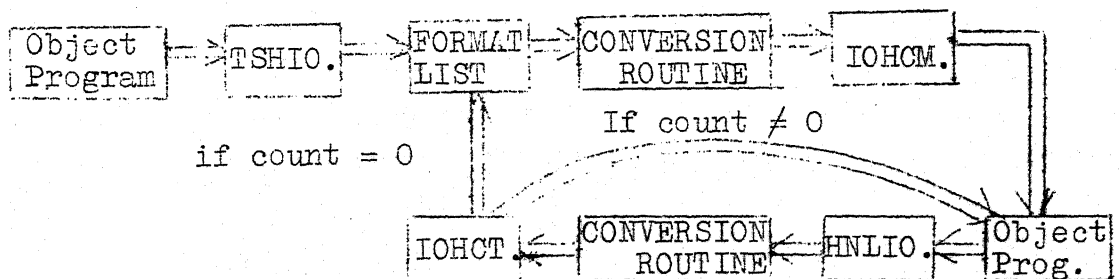 Object
Program
TSHIO.
FORMAT
LIST
CONVERSION
ROUTINE
IOHCM.
If count ≠ 0
if count = 0
IOHCT.
CONVERSION
ROUTINE
HNLIO.
Object
Prog.